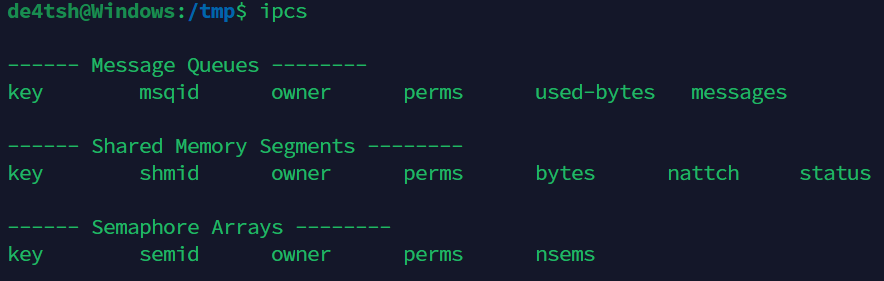 de4tsh@Windows:/tmp$ ipcs
------ Message Queues --------
key        msqid      owner      perms      used-bytes   messages
------ Shared Memory Segments --------
key        shmid      owner      perms      bytes      nattch     status
------ Semaphore Arrays --------
key        semid      owner      perms      nsems